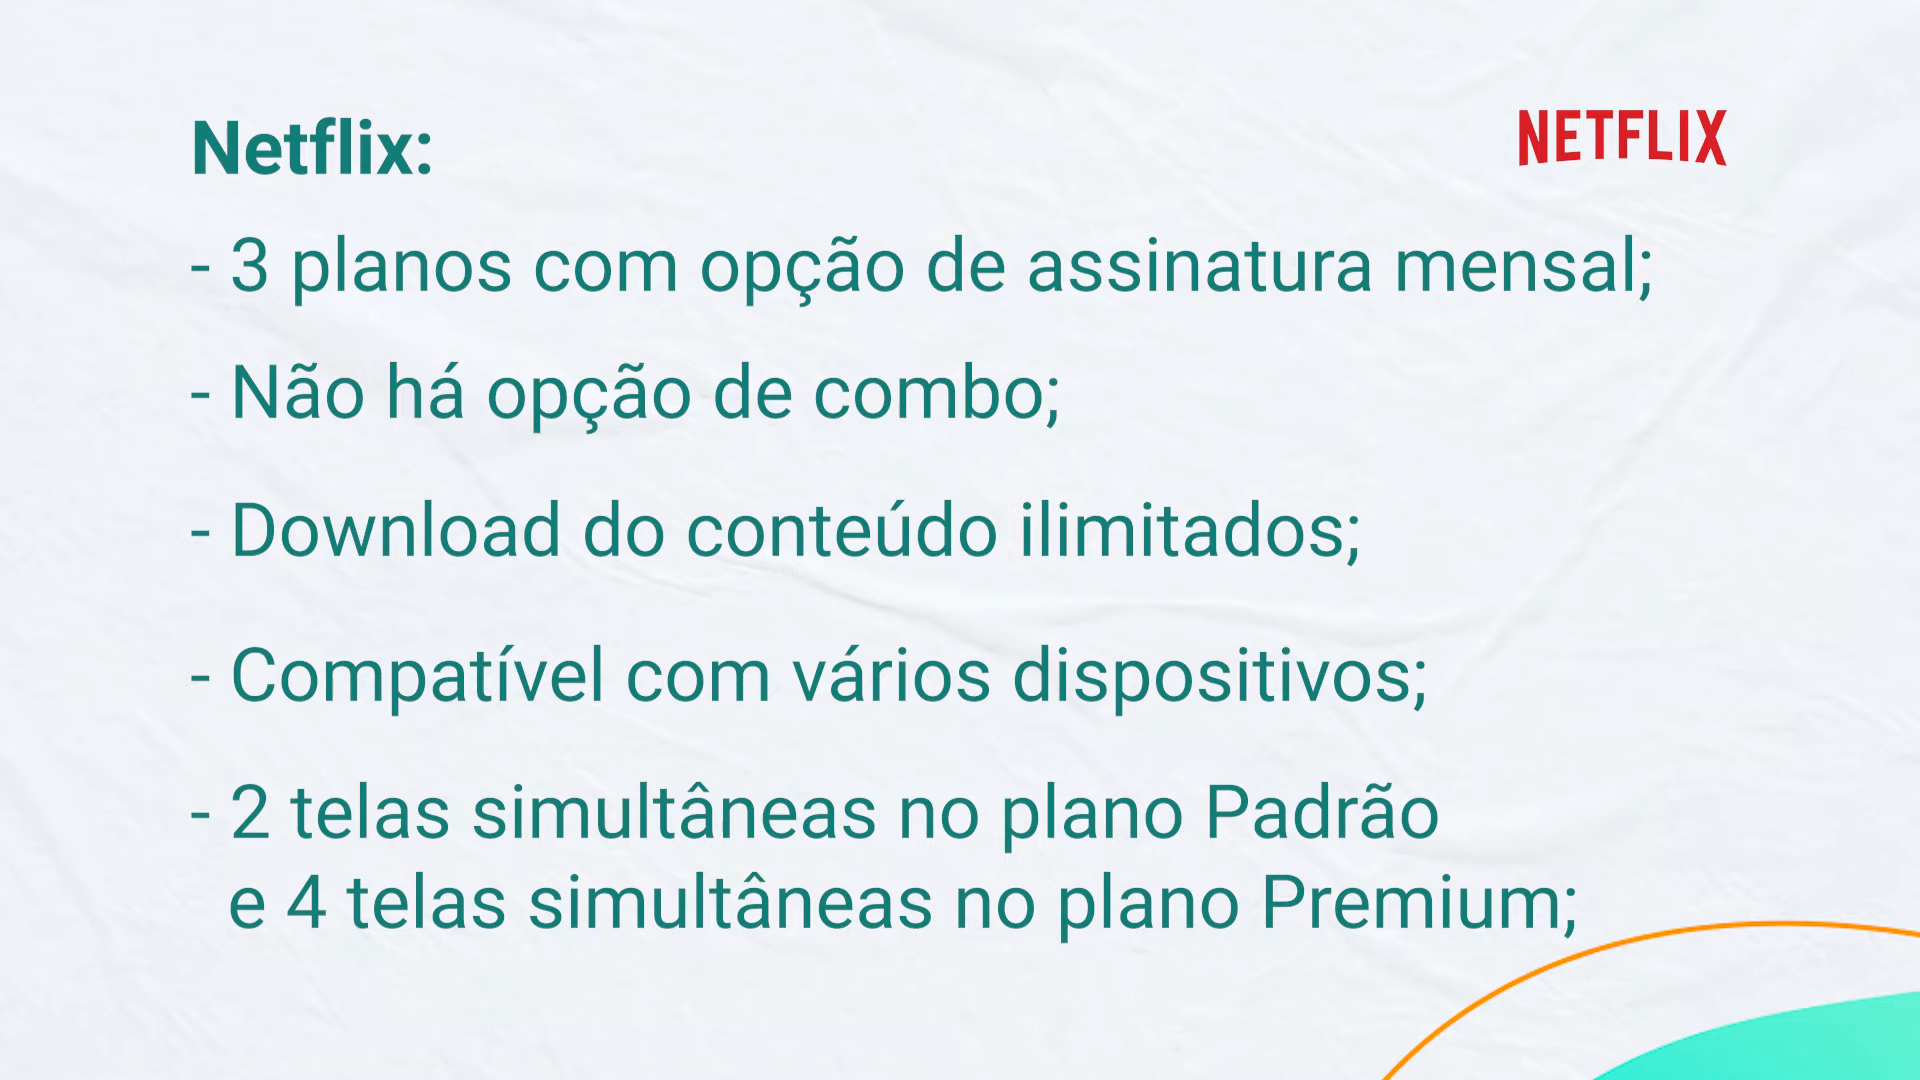 Netflix:
NETFLIX
- 3 planos com opção de assinatura mensal;
- Não há opção de combo;
- Download do conteúdo ilimitados;
- Compatível com vários dispositivos;
- 2 telas simultâneas no plano Padrão
e 4 telas simultâneas no plano Premium;